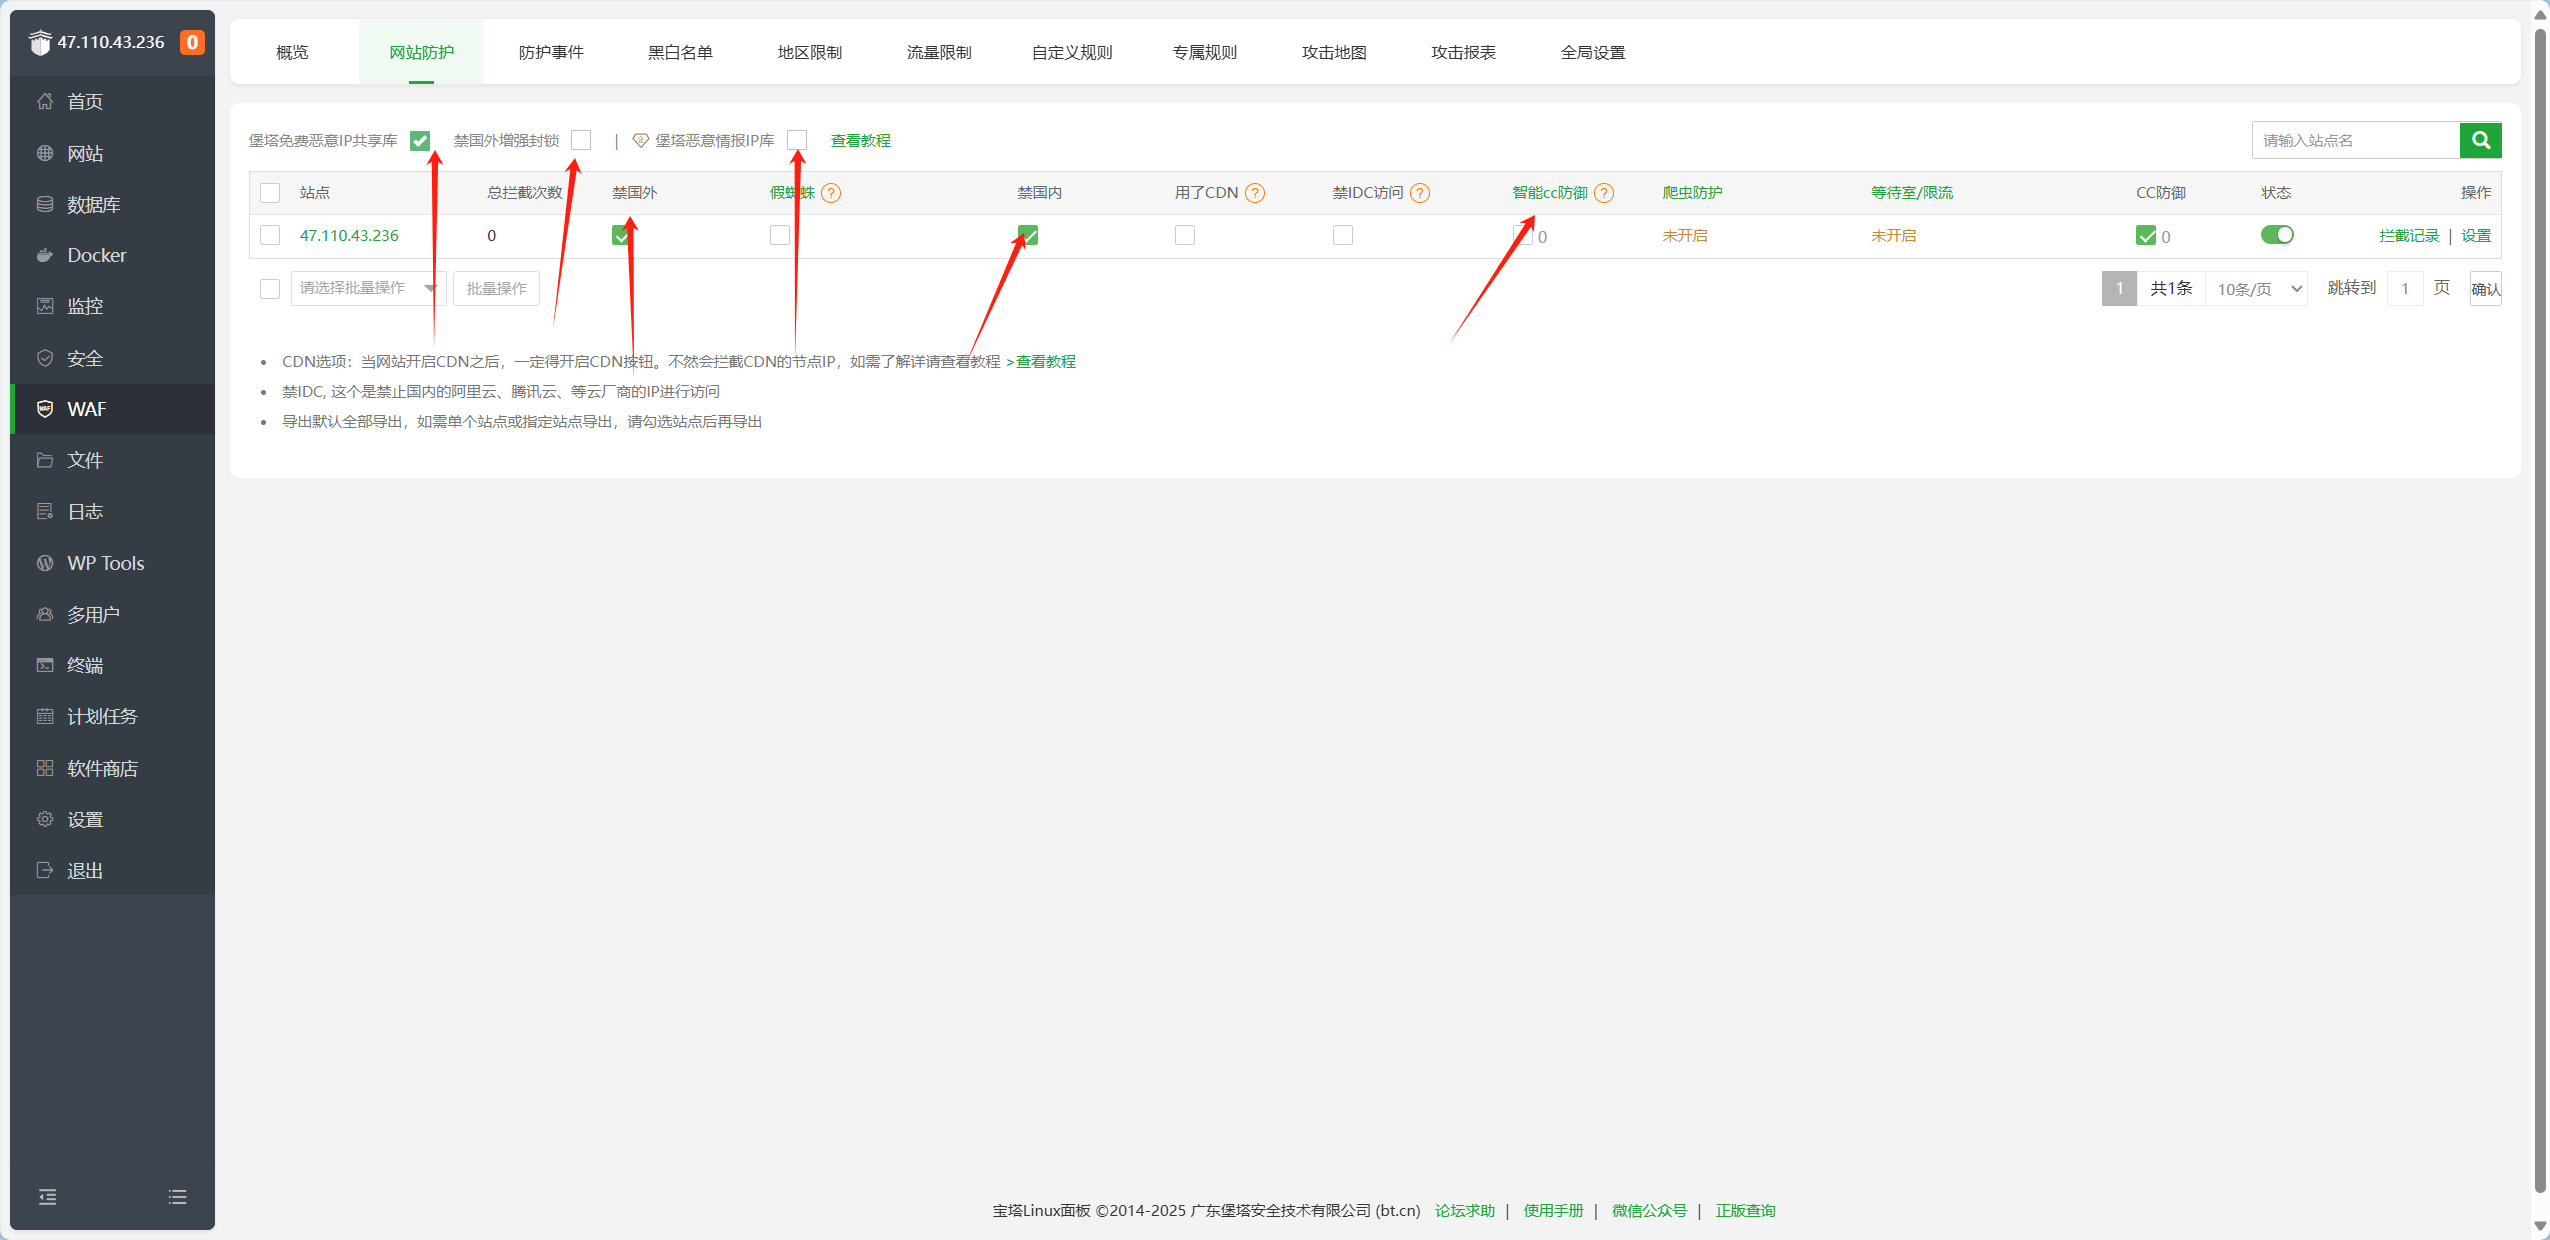 47.110.43.236 0
首页
网站
数据库
Docker
监控
安全
WAF
文件
日志
WP Tools
多用户
终端
计划任务
软件商店
设置
退出
概览 网站防护 防护事件 黑白名单 地区限制 流量限制 自定义规则 专属规则 攻击地图 攻击报表 全局设置
堡塔免费恶意IP共享库 禁国外增强封锁 | 堡塔恶意情报IP库 查看教程 请输入站点名
站点 总拦截次数 禁国外 假蜘蛛 ? 禁国内 用了CDN ? 禁IDC访问 ? 智能cc防御 ? 爬虫防护 等待室/限流 CC防御 状态 操作
47.110.43.236 0 0 未开启 未开启 0 拦截记录 | 设置
请选择批量操作 批量操作 1 共1条 10条/页 跳转到 1 页 确认
CDN选项：当网站开启CDN之后，一定得开启CDN按钮。不然会拦截CDN的节点IP，如需了解详请查看教程 >查看教程
禁IDC, 这个是禁止国内的阿里云、腾讯云、等云厂商的IP进行访问
导出默认全部导出，如需单个站点或指定站点导出，请勾选站点后再导出
宝塔Linux面板 ©2014-2025 广东堡塔安全技术有限公司 (bt.cn) 论坛求助 | 使用手册 | 微信公众号 | 正版查询